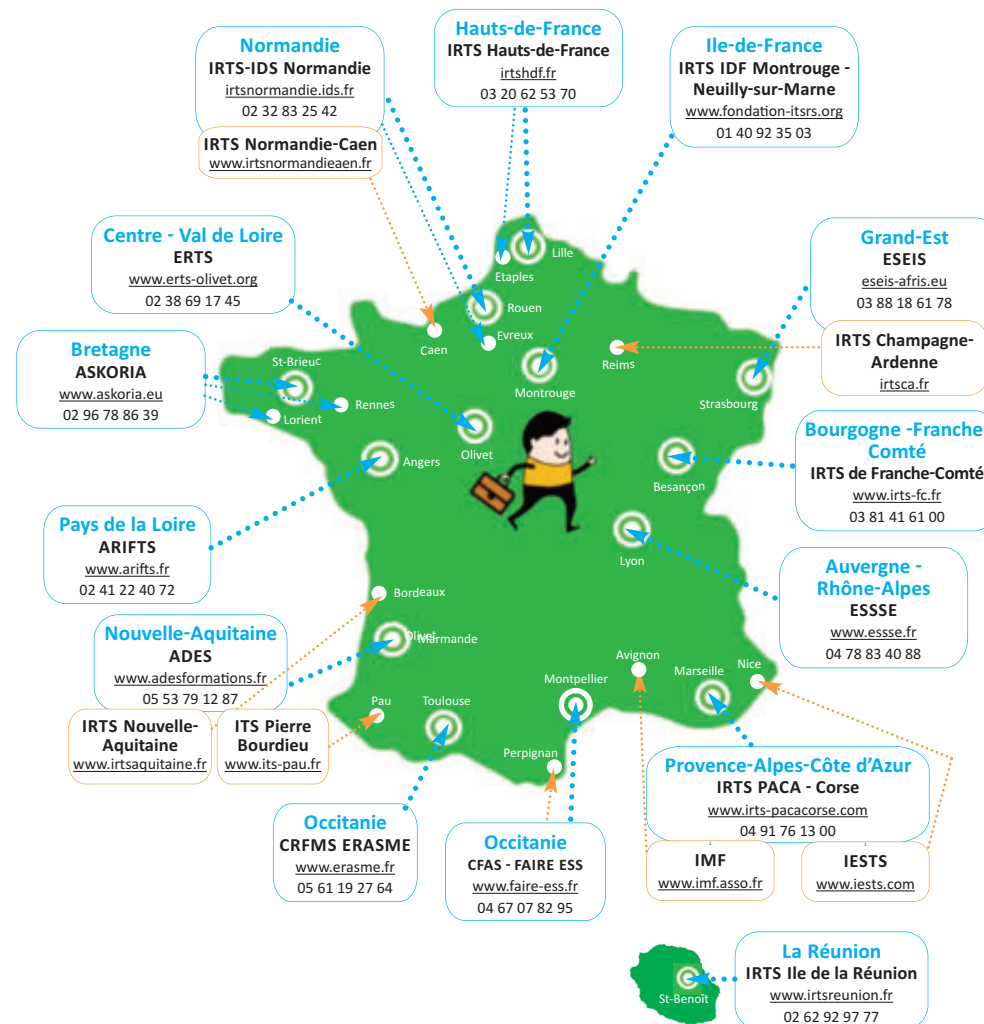 Normandie
IRTS-IDS Normandie
irtsnormandie.ids.fr
02 32 83 25 42
IRTS Normandie-Caen
www.irtsnormandieaen.fr
Hauts-de-France
IRTS Hauts-de-France
irtshdf.fr
03 20 62 53 70
Ile-de-France
IRTS IDF Montrouge -
Neuilly-sur-Marne
www.fondation-itsrs.org
01 40 92 35 03
Centre - Val de Loire
ERTS
www.erts-olivet.org
02 38 69 17 45
Grand-Est
ESEIS
eseis-afris.eu
03 88 18 61 78
IRTS Champagne-
Ardenne
irtsca.fr
Bretagne
ASKORIA
www.askoria.eu
02 96 78 86 39
Bourgogne -Franche
Comté
IRTS de Franche-Comté
www.irts-fc.fr
03 81 41 61 00
Pays de la Loire
ARIFTS
www.arifts.fr
02 41 22 40 72
Auvergne -
Rhône-Alpes
ESSSE
www.essse.fr
04 78 83 40 88
Nouvelle-Aquitaine
ADES
www.adesformations.fr
05 53 79 12 87
IRTS Nouvelle-
Aquitaine
www.irtsaquitaine.fr
ITS Pierre
Bourdieu
www.its-pau.fr
Provence-Alpes-Côte d'Azur
IRTS PACA - Corse
www.irts-pacacorse.com
04 91 76 13 00
IMF
www.imf.asso.fr
IESTS
www.iests.com
Occitanie
CRFMS ERASME
www.erasme.fr
05 61 19 27 64
Occitanie
CFAS - FAIRE ESS
www.faire-ess.fr
04 67 07 82 95
La Réunion
IRTS Ile de la Réunion
www.irtsreunion.fr
02 62 92 97 77
Lille
Etaples
Rouen
Evreux
Caen
Reims
Montrouge
Strasbourg
St-Brieuc
Rennes
Lorient
Olivet
Angers
Besançon
Lyon
Bordeaux
Olivet
Marmande
Avignon
Nice
Marseille
Montpellier
Pau
Toulouse
Perpignan
St-Benoît